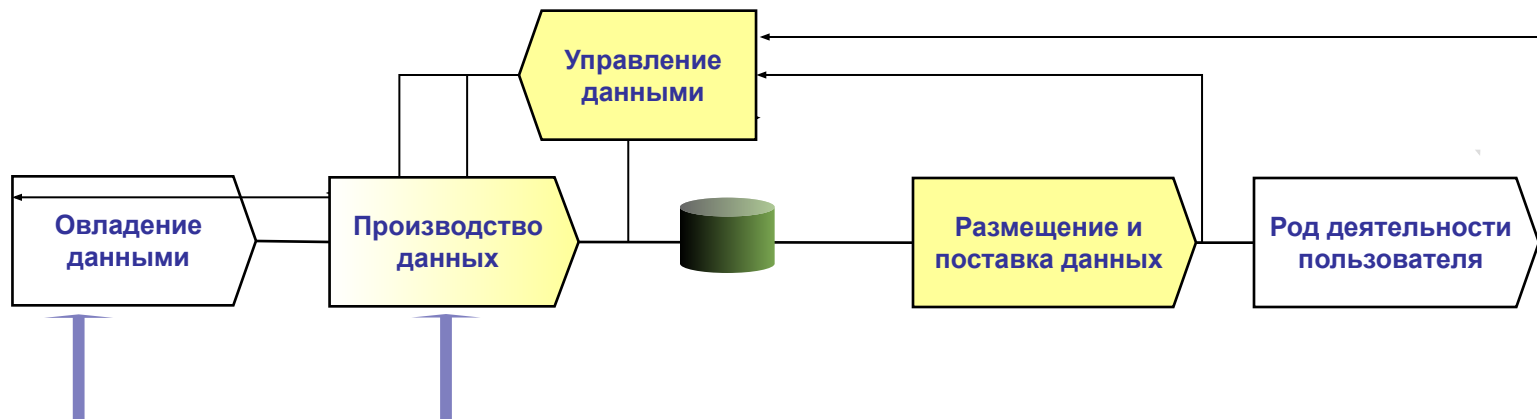 Управление
данными
Овладение
данными
Производство
данных
Размещение и
поставка данных
Род деятельности
пользователя